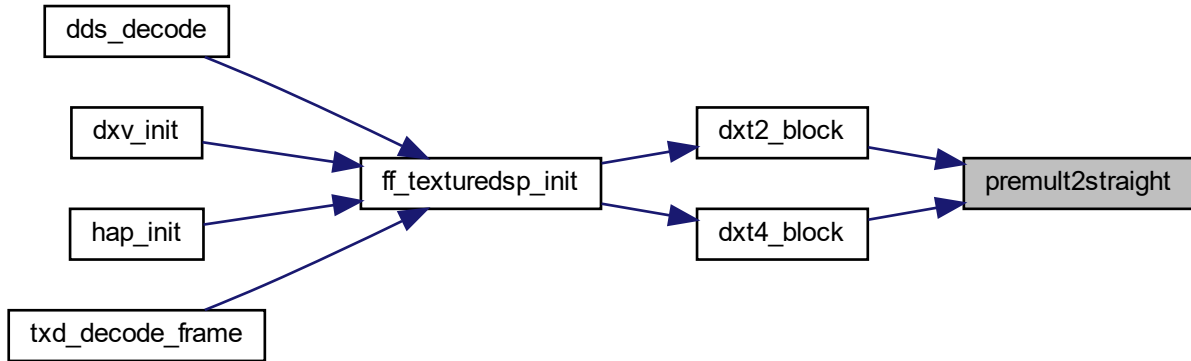 dds_decode
dxv_init
hap_init
txd_decode_frame
ff_texturedsp_init
dxt2_block
dxt4_block
premult2straight